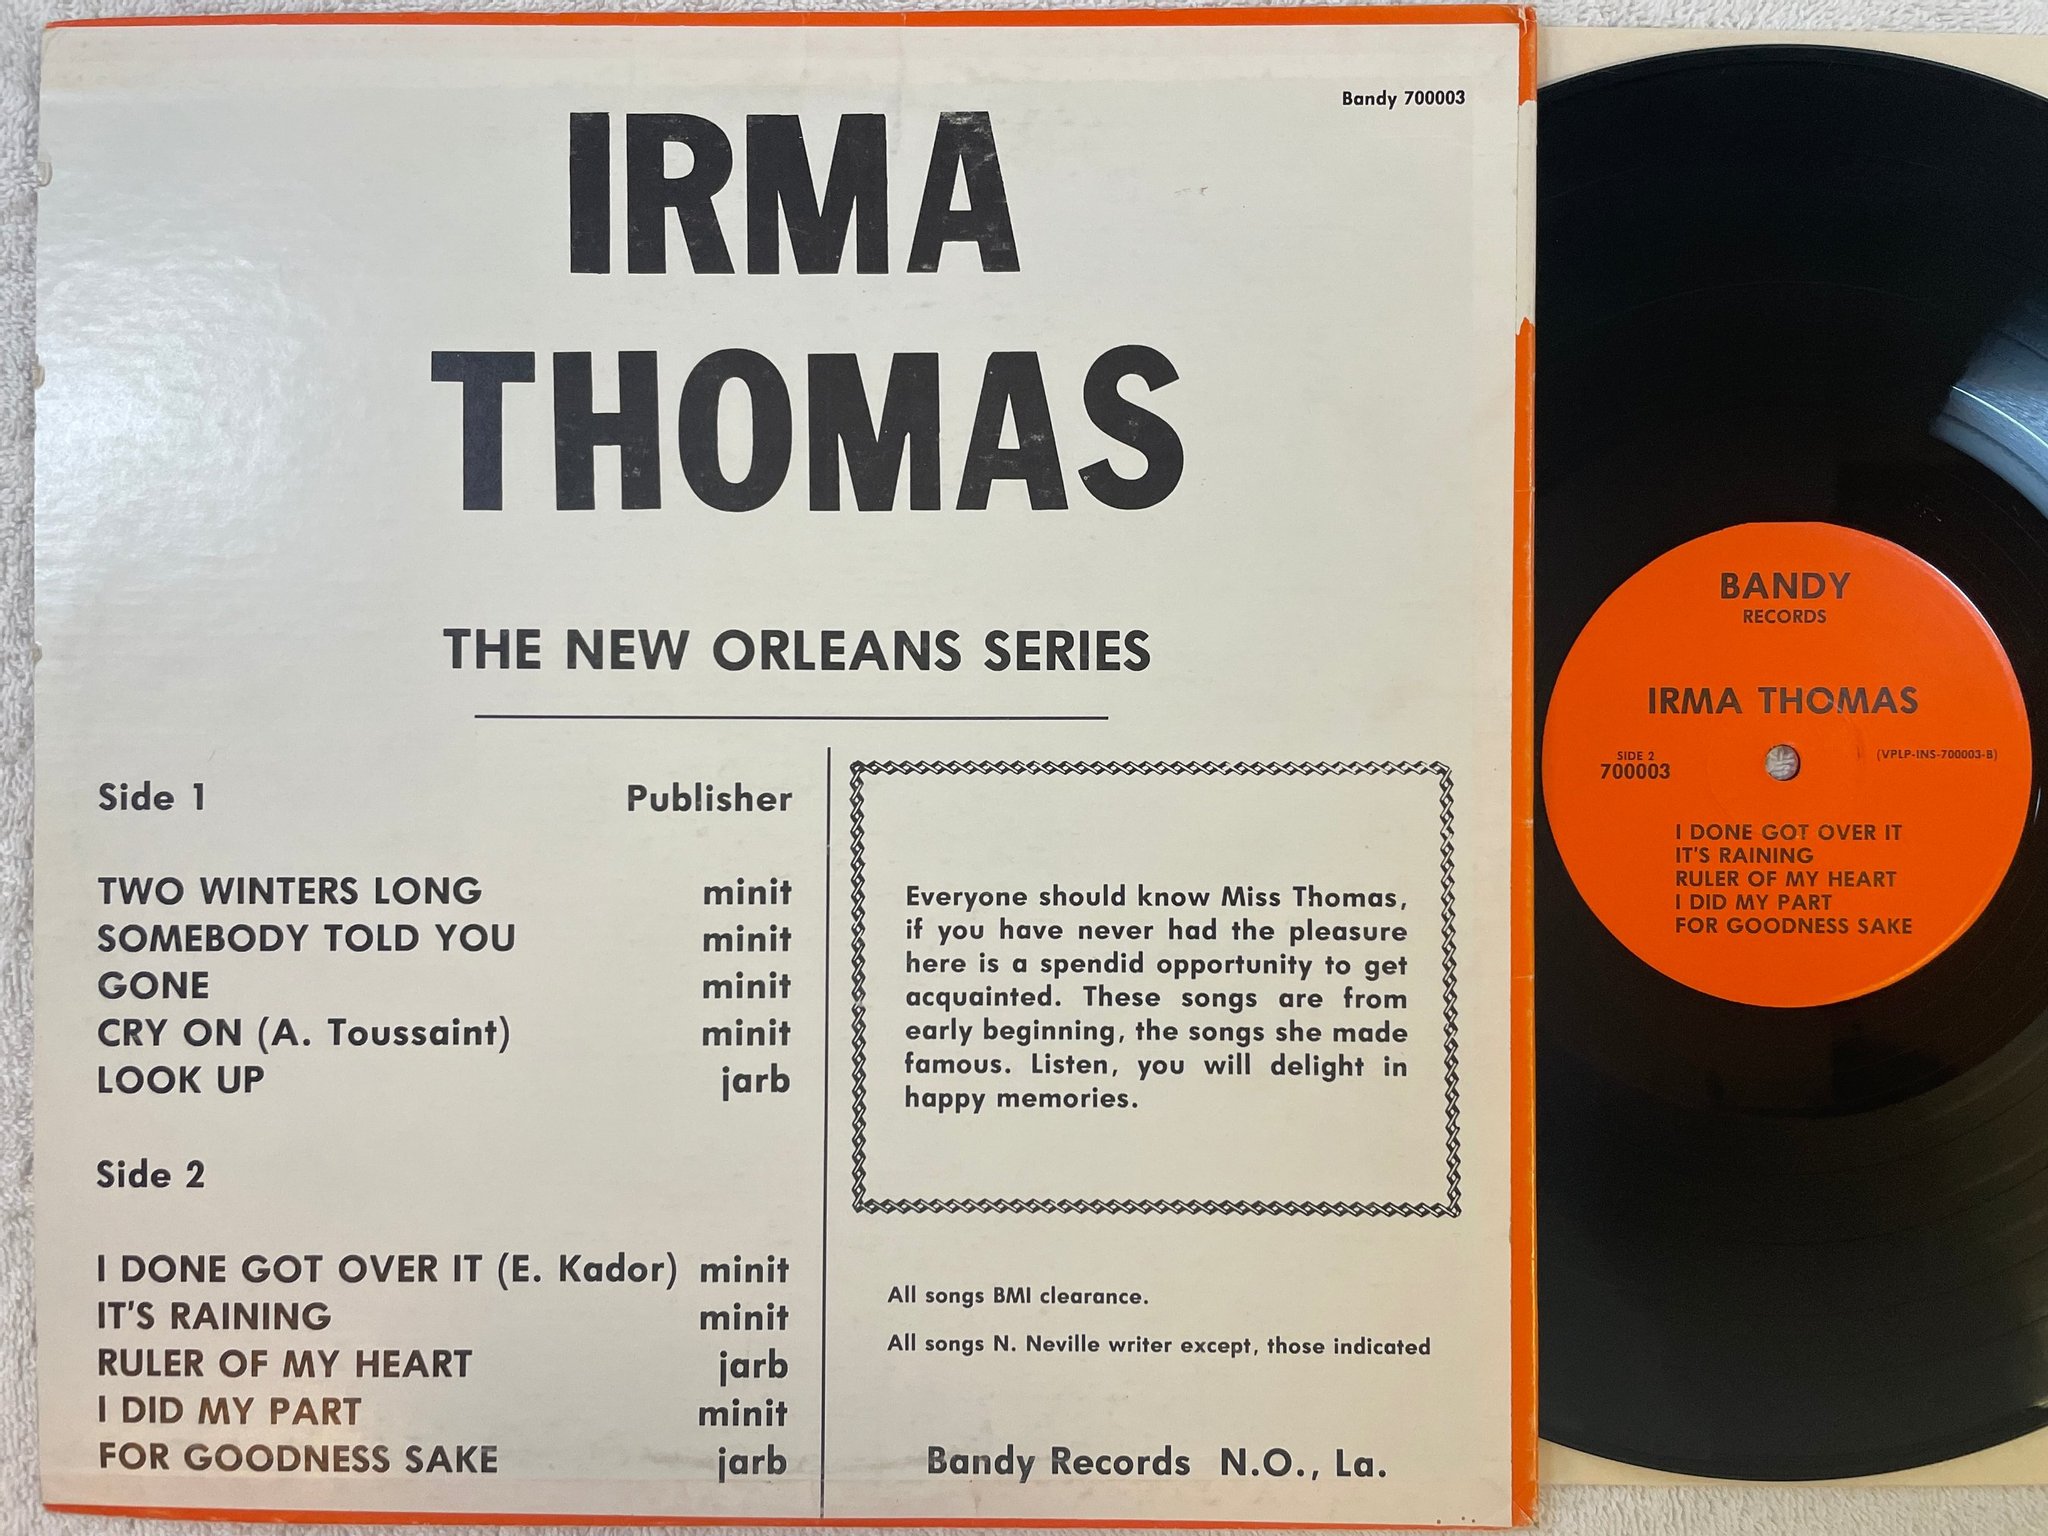 Bandy 700003
IRMA
THOMAS
THE NEW ORLEANS SERIES
Side 1 Publisher
TWO WINTERS LONG minit
SOMEBODY TOLD YOU minit
GONE minit
CRY ON (A. Toussaint) minit
LOOK UP jarb
Side 2
I DONE GOT OVER IT (E. Kador) minit
IT'S RAINING minit
RULER OF MY HEART jarb
I DID MY PART minit
FOR GOODNESS SAKE jarb
Everyone should know Miss Thomas,
if you have never had the pleasure
here is a spendid opportunity to get
acquainted. These songs are from
early beginning, the songs she made
famous. Listen, you will delight in
happy memories.
All songs BMI clearance.
All songs N. Neville writer except, those indicated
Bandy Records N.O., La.
BANDY
RECORDS
IRMA THOMAS
SIDE 2
700003
(VPLP-INS-700003-B)
I DONE GOT OVER IT
IT'S RAINING
RULER OF MY HEART
I DID MY PART
FOR GOODNESS SAKE